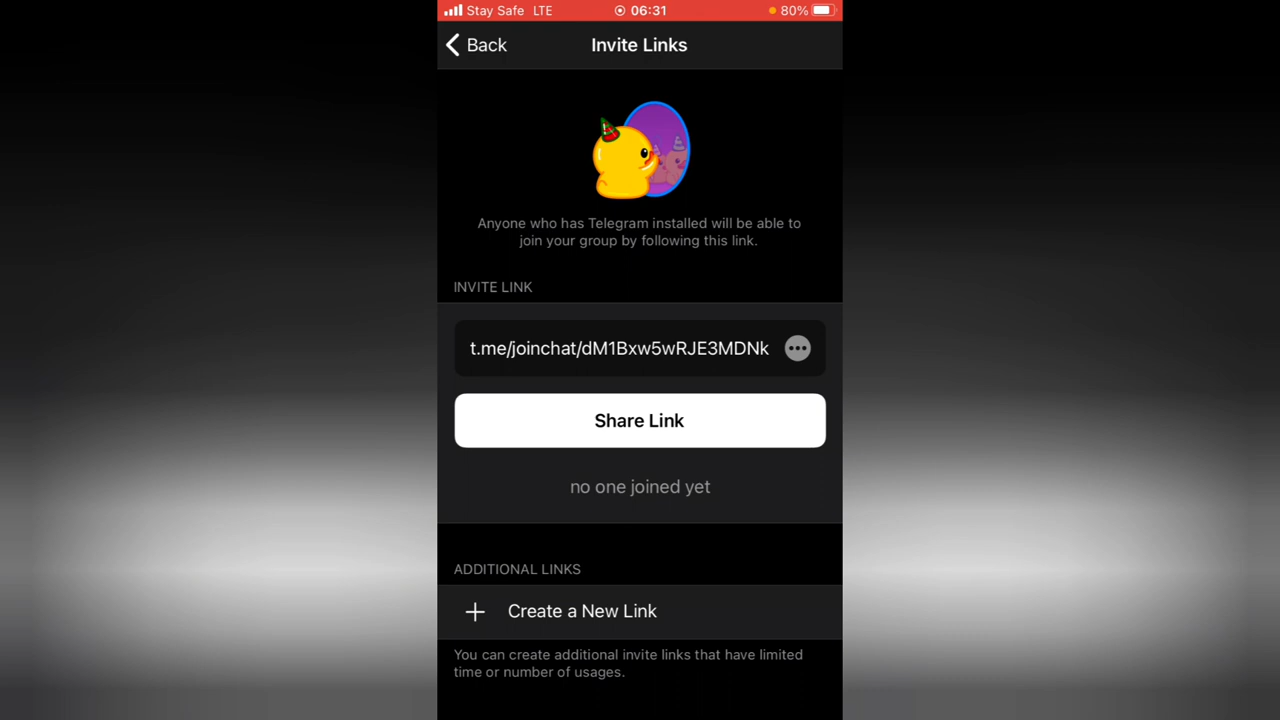 Stay Safe LTE 06:31 80%
Back Invite Links
Anyone who has Telegram installed will be able to
join your group by following this link.
INVITE LINK
t.me/joinchat/dM1Bxw5wRJE3MDNk
Share Link
no one joined yet
ADDITIONAL LINKS
Create a New Link
You can create additional invite links that have limited
time or number of usages.